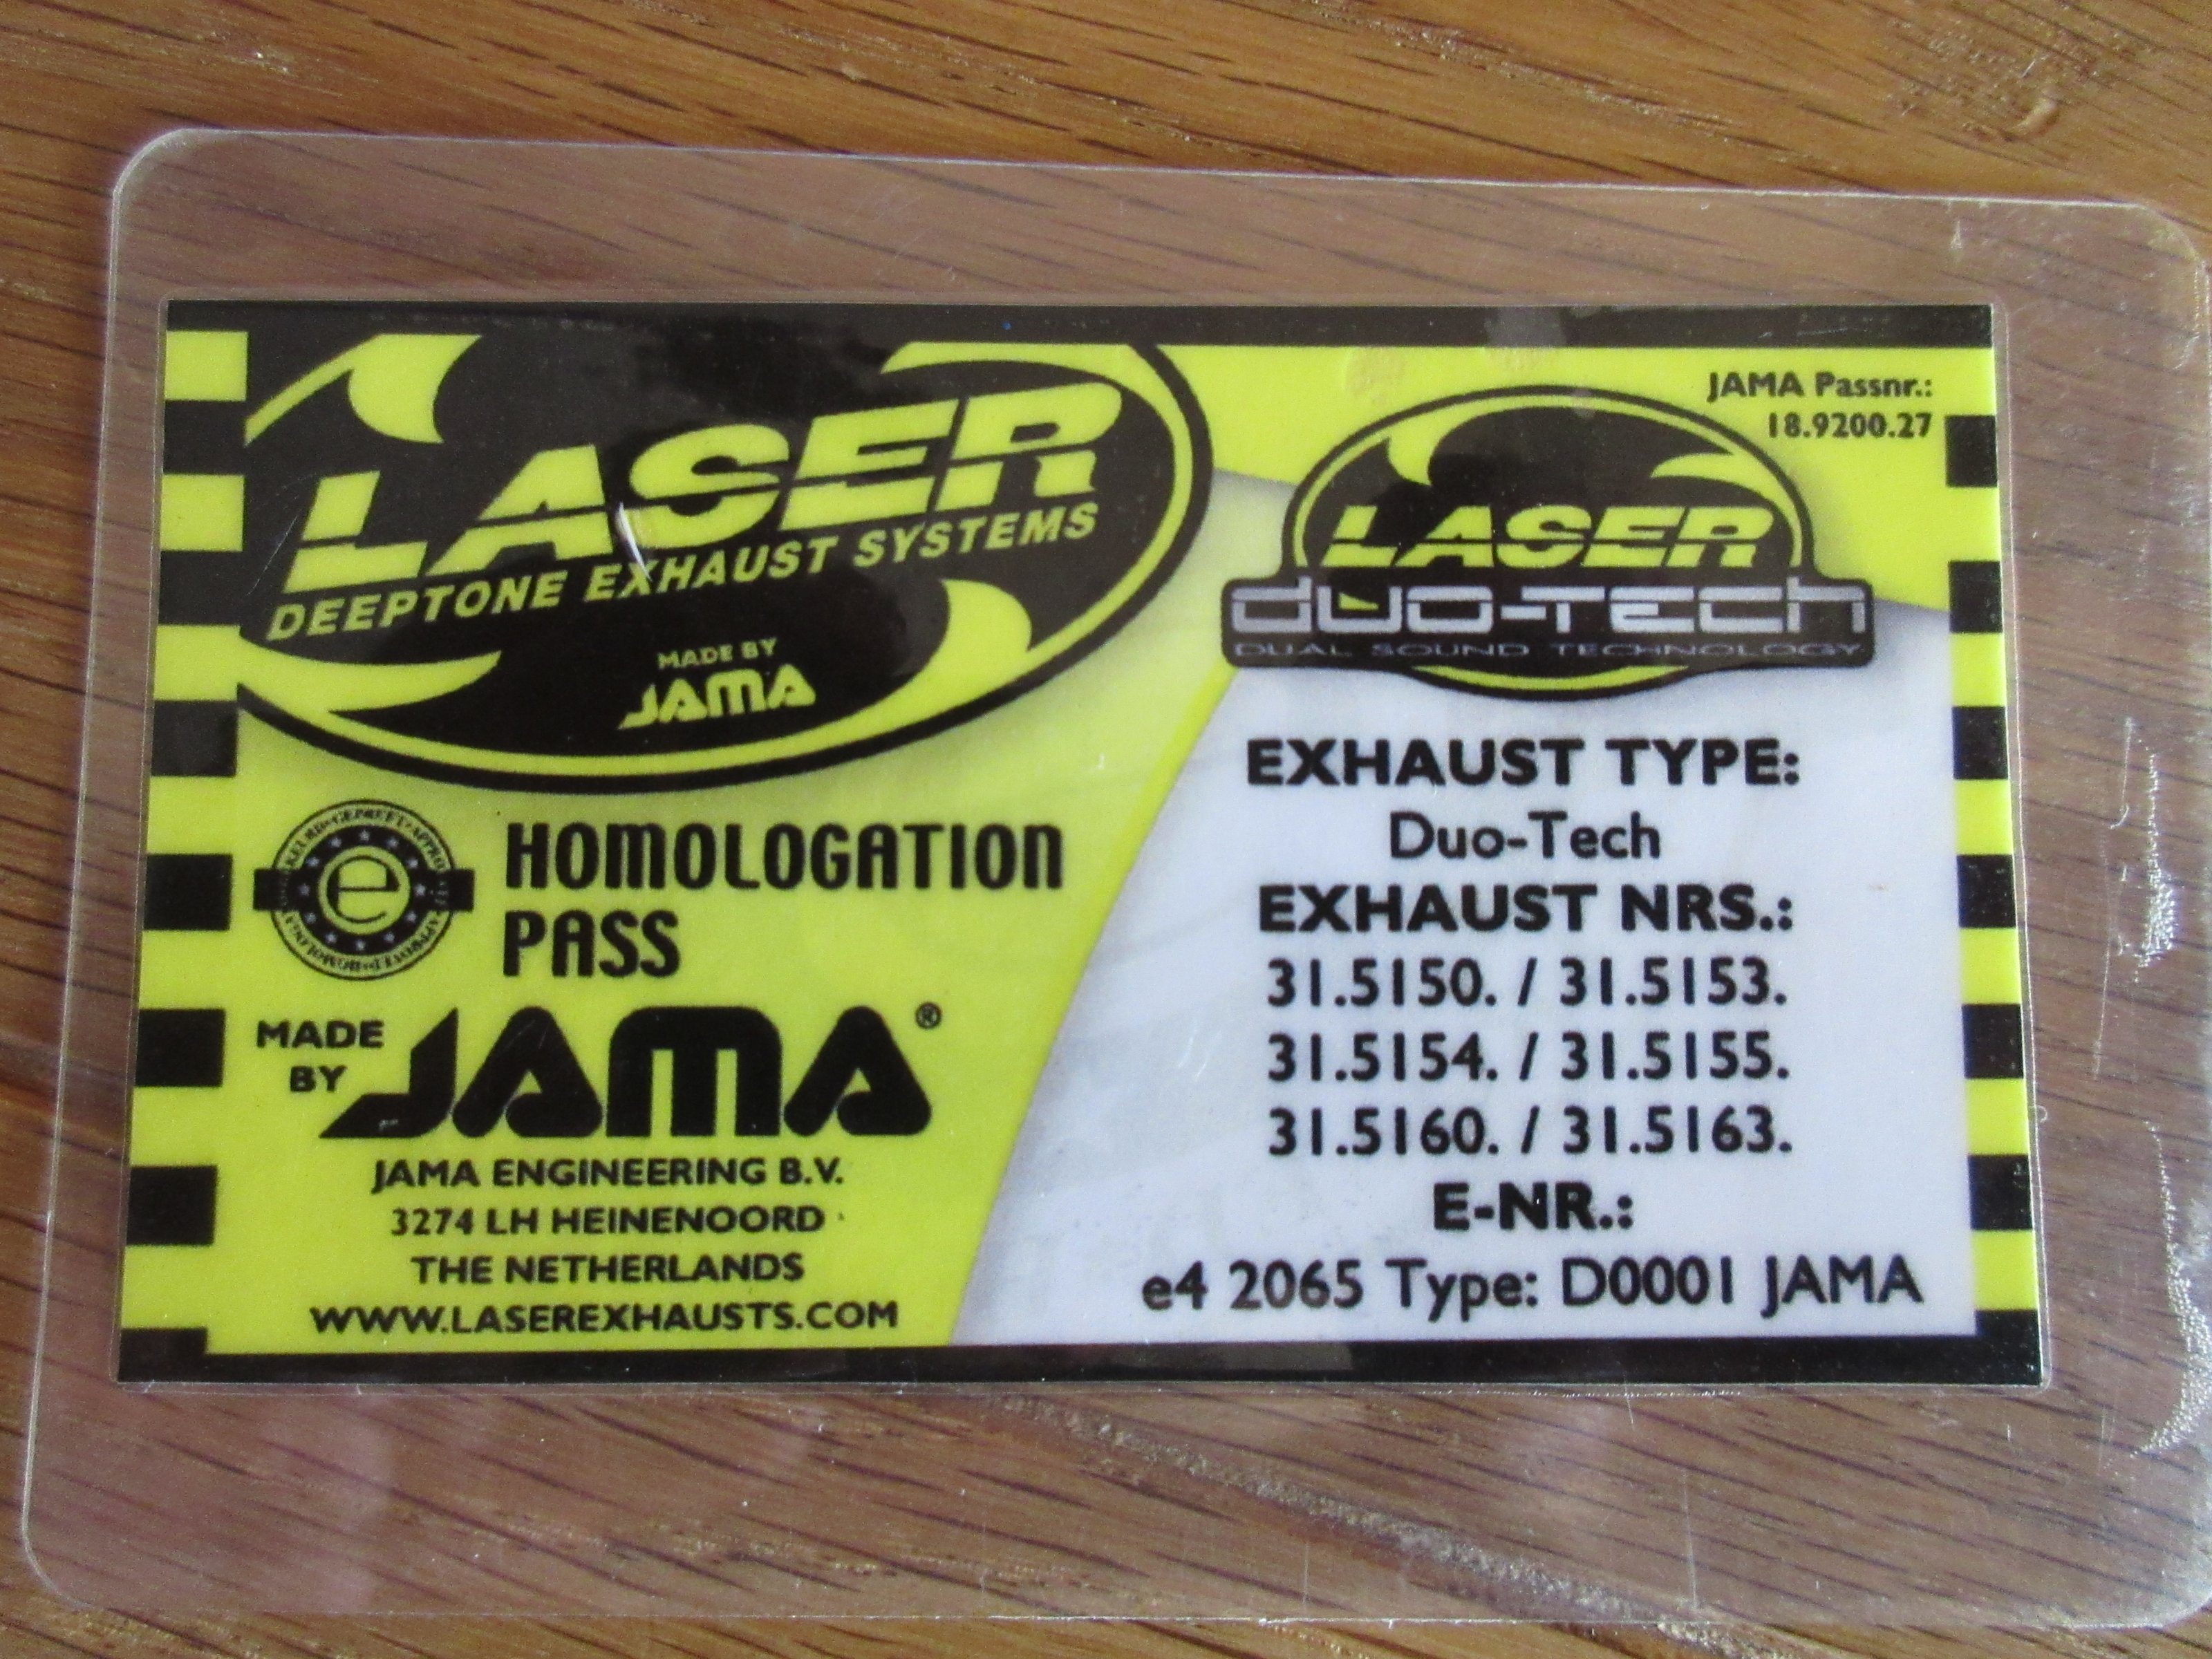 LASER
DEEPTONE EXHAUST SYSTEMS
MADE BY
JAMA
e
HOMOLOGATION
PASS
MADE
BY
JAMA®
JAMA ENGINEERING B.V.
3274 LH HEINENOORD
THE NETHERLANDS
WWW.LASEREXHAUSTS.COM
JAMA Passnr.:
18.9200.27
LASER
DUO-TECH
DUAL SOUND TECHNOLOGY
EXHAUST TYPE:
Duo-Tech
EXHAUST NRS.:
31.5150. / 31.5153.
31.5154. / 31.5155.
31.5160. / 31.5163.
E-NR.:
e4 2065 Type: D0001 JAMA